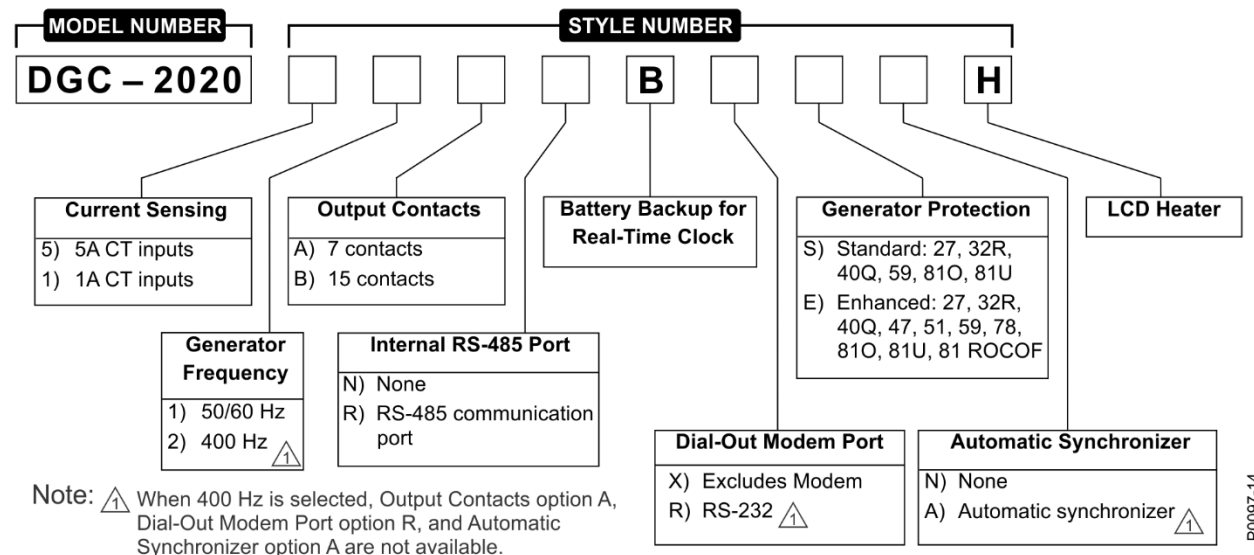 MODEL NUMBER
STYLE NUMBER
DGC – 2020
B
H
Current Sensing
5) 5A CT inputs
1) 1A CT inputs
Output Contacts
A) 7 contacts
B) 15 contacts
Battery Backup for
Real-Time Clock
Generator Protection
S) Standard: 27, 32R,
40Q, 59, 81O, 81U
E) Enhanced: 27, 32R,
40Q, 47, 51, 59, 78,
81O, 81U, 81 ROCOF
LCD Heater
Generator
Frequency
1) 50/60 Hz
2) 400 Hz 1
Internal RS-485 Port
N) None
R) RS-485 communication
port
Dial-Out Modem Port
X) Excludes Modem
R) RS-232 1
Automatic Synchronizer
N) None
A) Automatic synchronizer 1
Note: 1 When 400 Hz is selected, Output Contacts option A,
Dial-Out Modem Port option R, and Automatic
Synchronizer option A are not available.
P0097-14